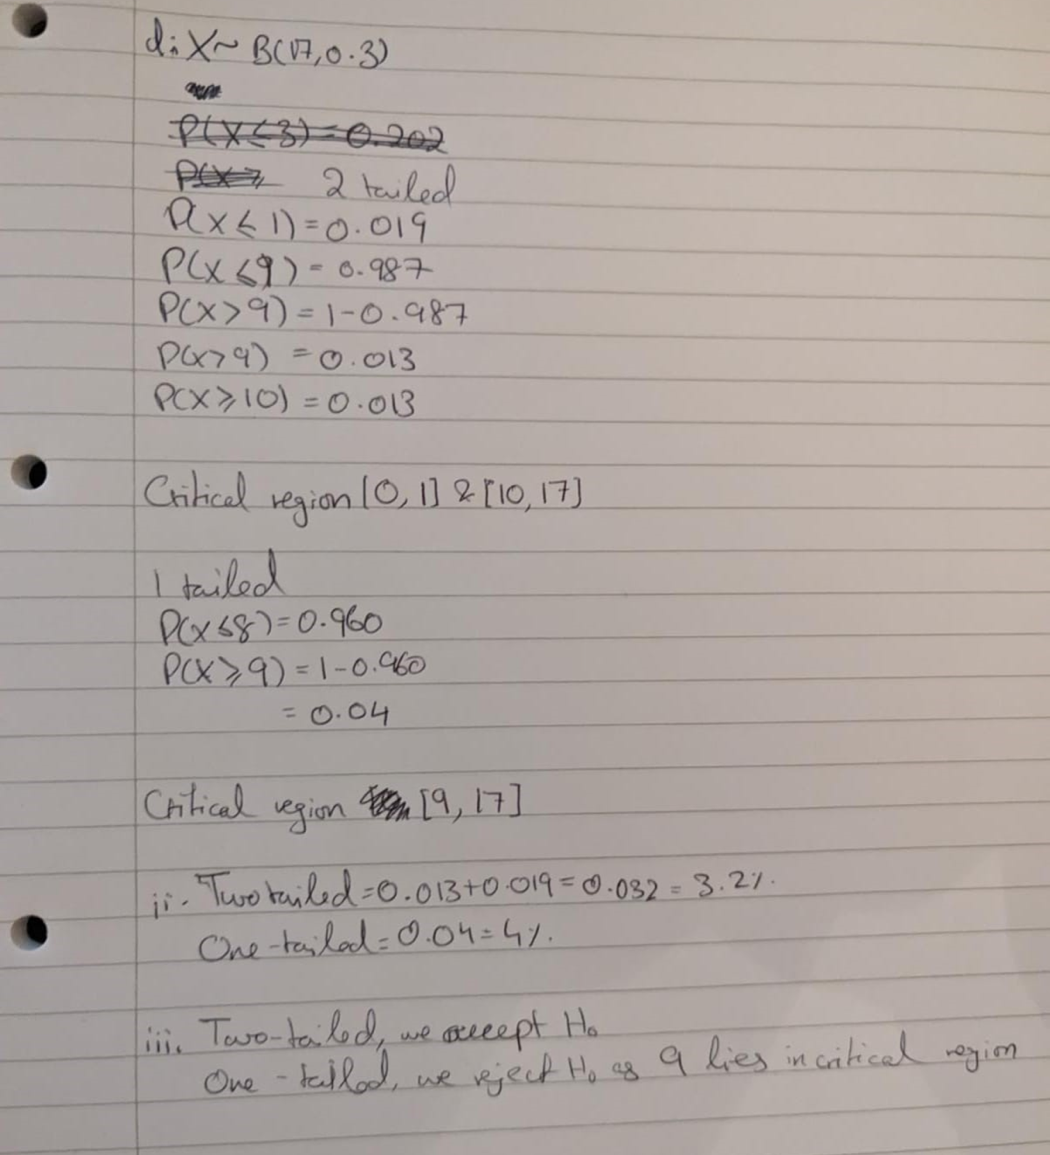 di X~ B(17,0.3)
P(X≤3)=0.202
P(X≥ 2 tailed
P(X≤1)=0.019
P(X≤9)=0.987
P(X>9)=1-0.987
P(X>9)=0.013
P(X≥10)=0.013
Critical region [0,1] & [10,17]
1 tailed
P(X≤8)=0.960
P(X≥9)=1-0.960
=0.04
Critical region [9,17]
ii. Two tailed=0.013+0.019=0.032=3.2%.
One-tailed=0.04=4%.
iii. Two-tailed, we accept H₀
One-tailed, we reject H₀ as 9 lies in critical region